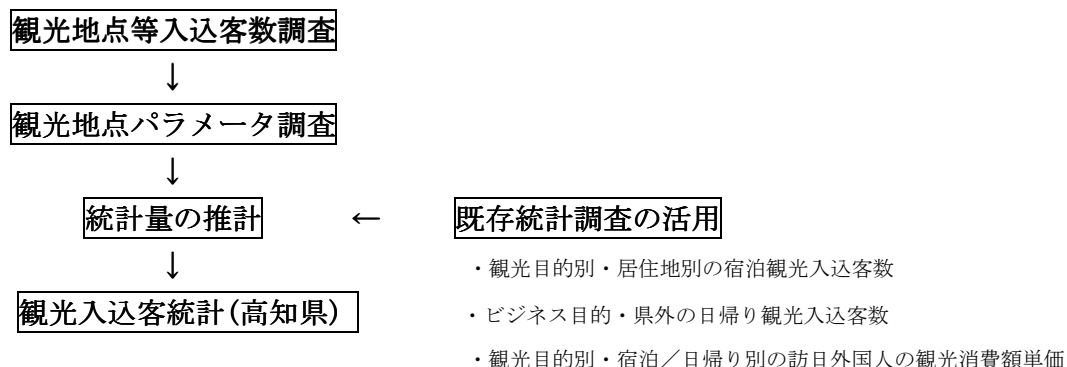 観光地点等入込客数調査
↓
観光地点パラメータ調査
↓
統計量の推計 ← 既存統計調査の活用
↓
・観光目的別・居住地別の宿泊観光入込客数
観光入込客統計(高知県)
・ビジネス目的・県外の日帰り観光入込客数
・観光目的別・宿泊／日帰り別の訪日外国人の観光消費額単価